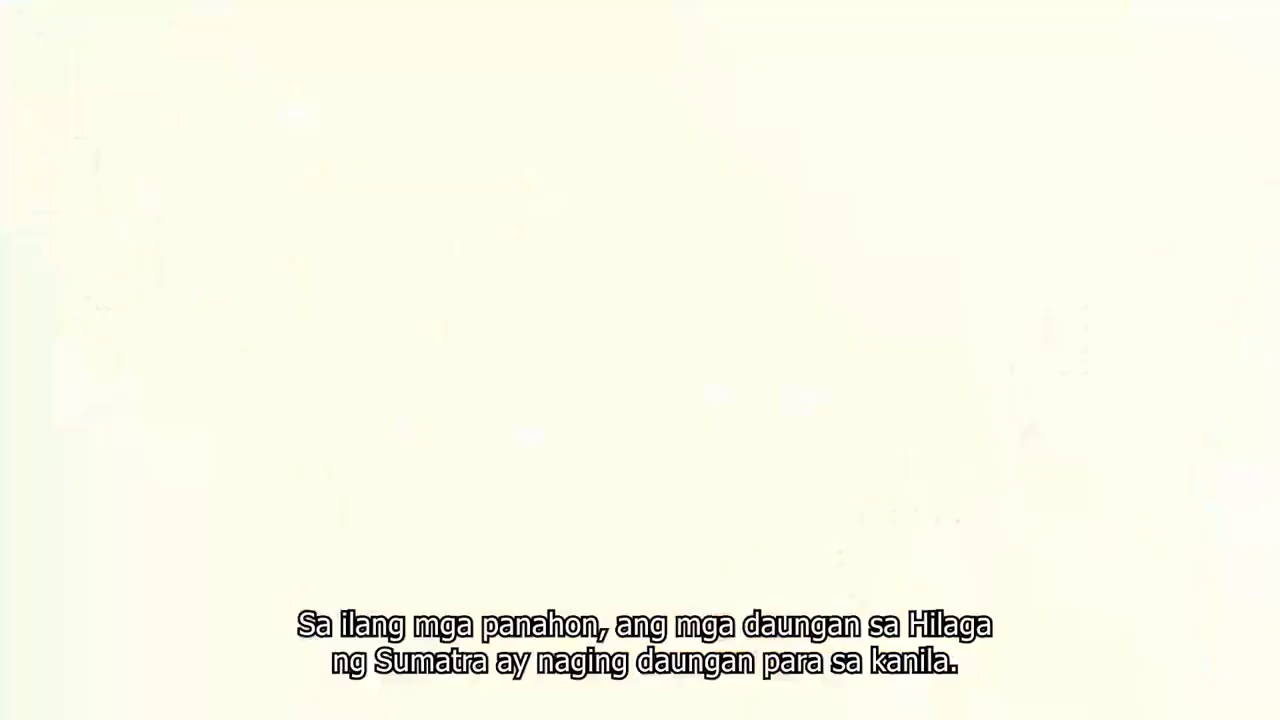 Sa ilang mga panahon, ang mga daungan sa Hilaga
ng Sumatra ay naging daungan para sa kanila.